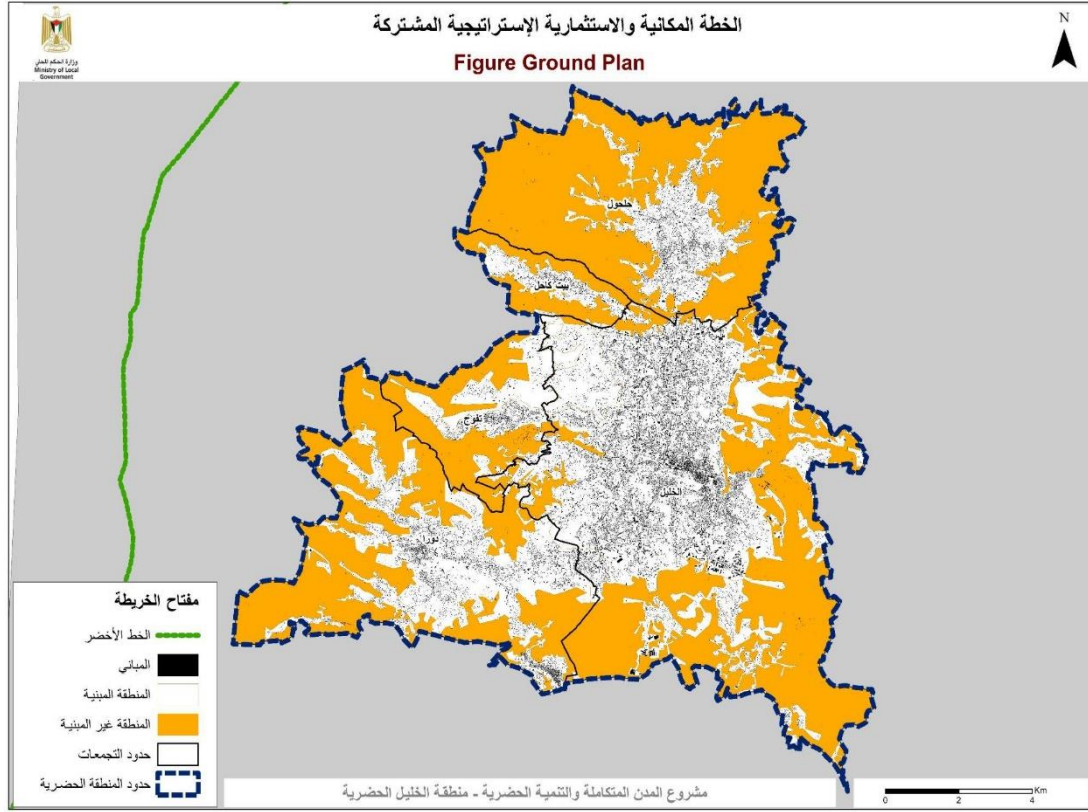 الخطة المكانية والاستثمارية الإستراتيجية المشتركة
Figure Ground Plan
وزارة الحكم المحلي
Ministry of Local
Government
N
حلحول
بيت كاحل
تفوح
الخليل
دورا
مفتاح الخريطة
الخط الأخضر
المباني
المنطقة المبنية
المنطقة غير المبنية
حدود التجمعات
حدود المنطقة الحضرية
مشروع المدن المتكاملة والتنمية الحضرية - منطقة الخليل الحضرية
Km
0 2 4